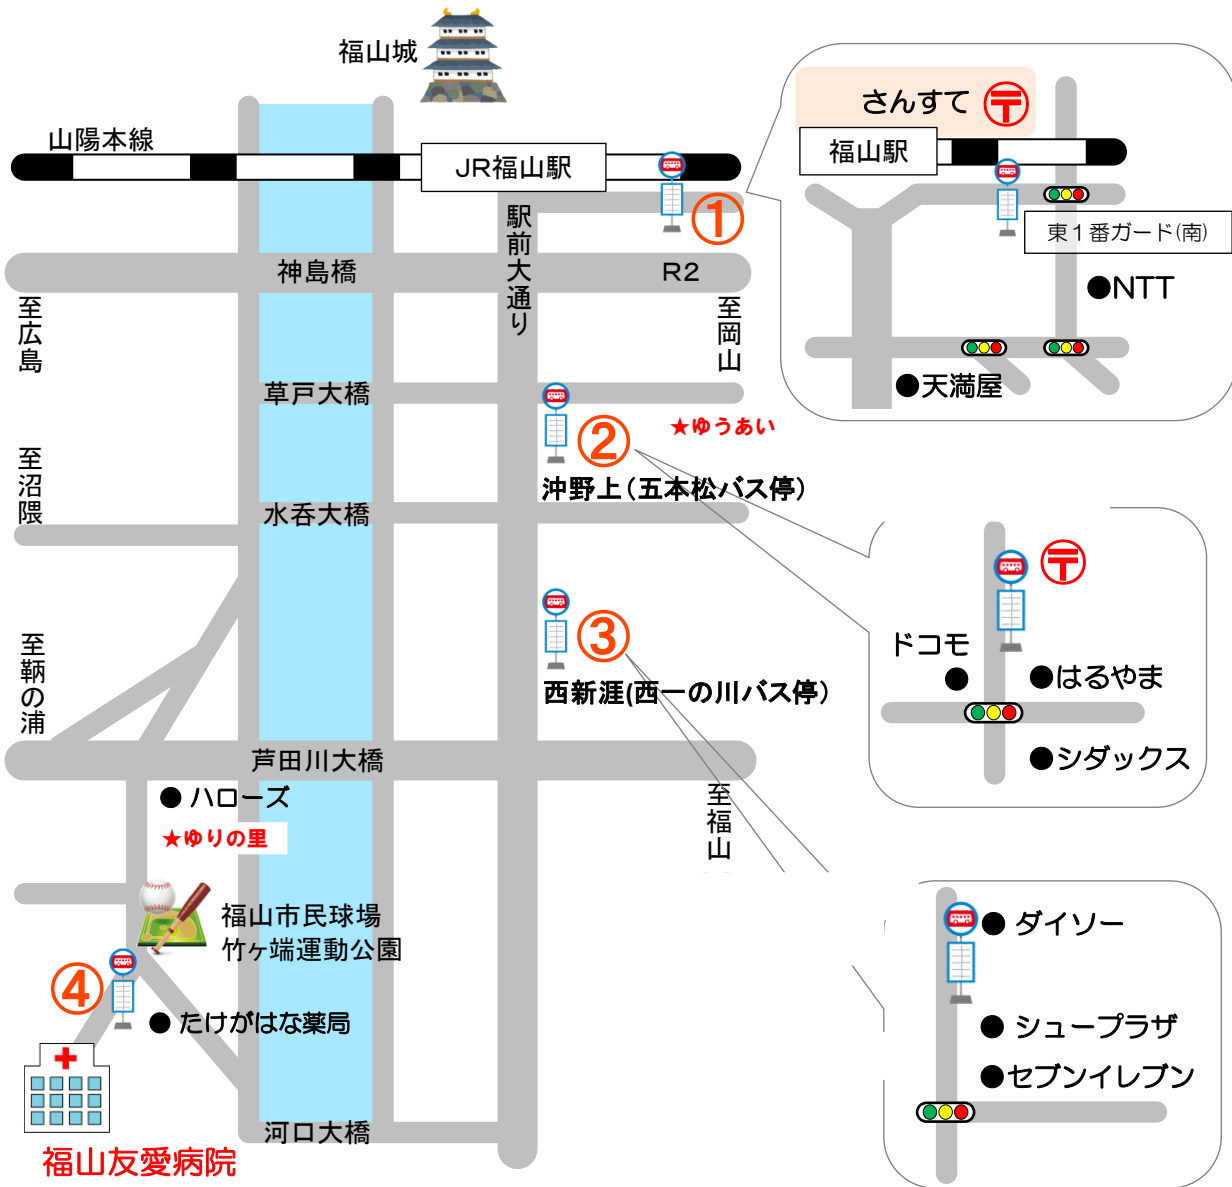 福山城
山陽本線
JR福山駅
①
駅前大通り
神島橋
R2
至広島
至岡山
草戸大橋
②
★ゆうあい
沖野上(五本松バス停)
至沼隈
水呑大橋
③
西新涯(西一の川バス停)
至鞆の浦
芦田川大橋
至福山
● ハローズ
★ゆりの里
福山市民球場
竹ヶ端運動公園
④
● たけがはな薬局
河口大橋
福山友愛病院
さんすて 〒
福山駅
東1番ガード(南)
●NTT
●天満屋
〒
ドコモ
●
●はるやま
●シダックス
● ダイソー
● シュープラザ
●セブンイレブン